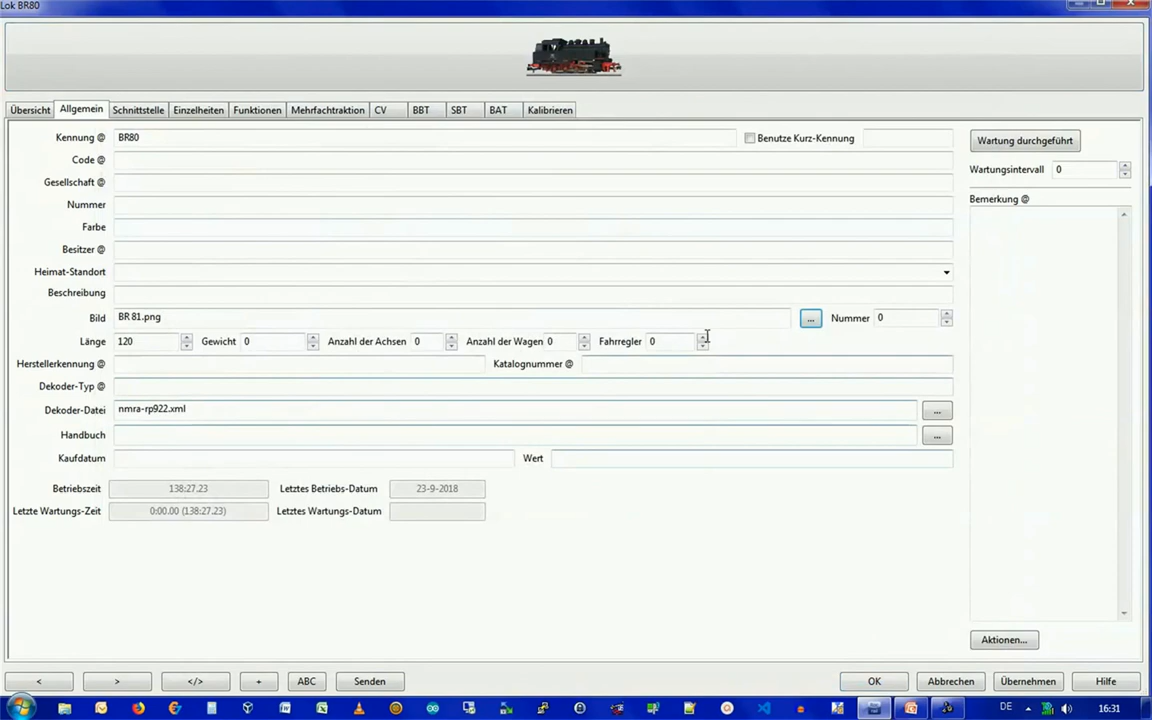 Lok BR80
Übersicht Allgemein Schnittstelle Einzelheiten Funktionen Mehrfachtraktion CV BBT SBT BAT Kalibrieren
Kennung @ BR80 Benutze Kurz-Kennung Wartung durchgeführt
Code @
Wartungsintervall 0
Gesellschaft @
Bemerkung @
Nummer
Farbe
Besitzer @
Heimat-Standort
Beschreibung
Bild BR 81.png ... Nummer 0
Länge 120 Gewicht 0 Anzahl der Achsen 0 Anzahl der Wagen 0 Fahrregler 0
Herstellerkennung @ Katalognummer @
Dekoder-Typ @
Dekoder-Datei nmra-rp922.xml ...
Handbuch ...
Kaufdatum Wert
Betriebszeit 138:27.23 Letztes Betriebs-Datum 23-9-2018
Letzte Wartungs-Zeit 0:00.00 (138:27.23) Letztes Wartungs-Datum
Aktionen...
< > </> + ABC Senden OK Abbrechen Übernehmen Hilfe
DE 16:31